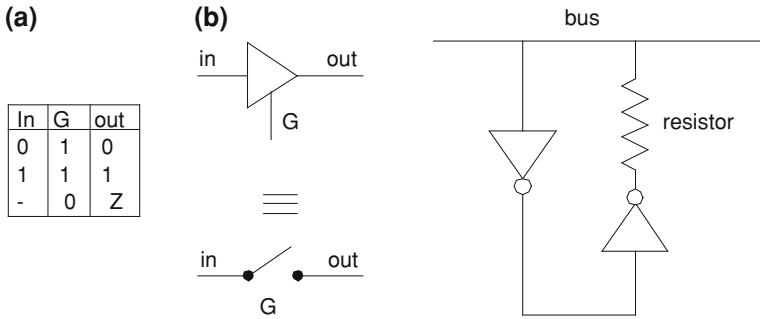 (a)
In G out
0 1 0
1 1 1
- 0 Z
(b)
in out
G
in out
G
bus
resistor